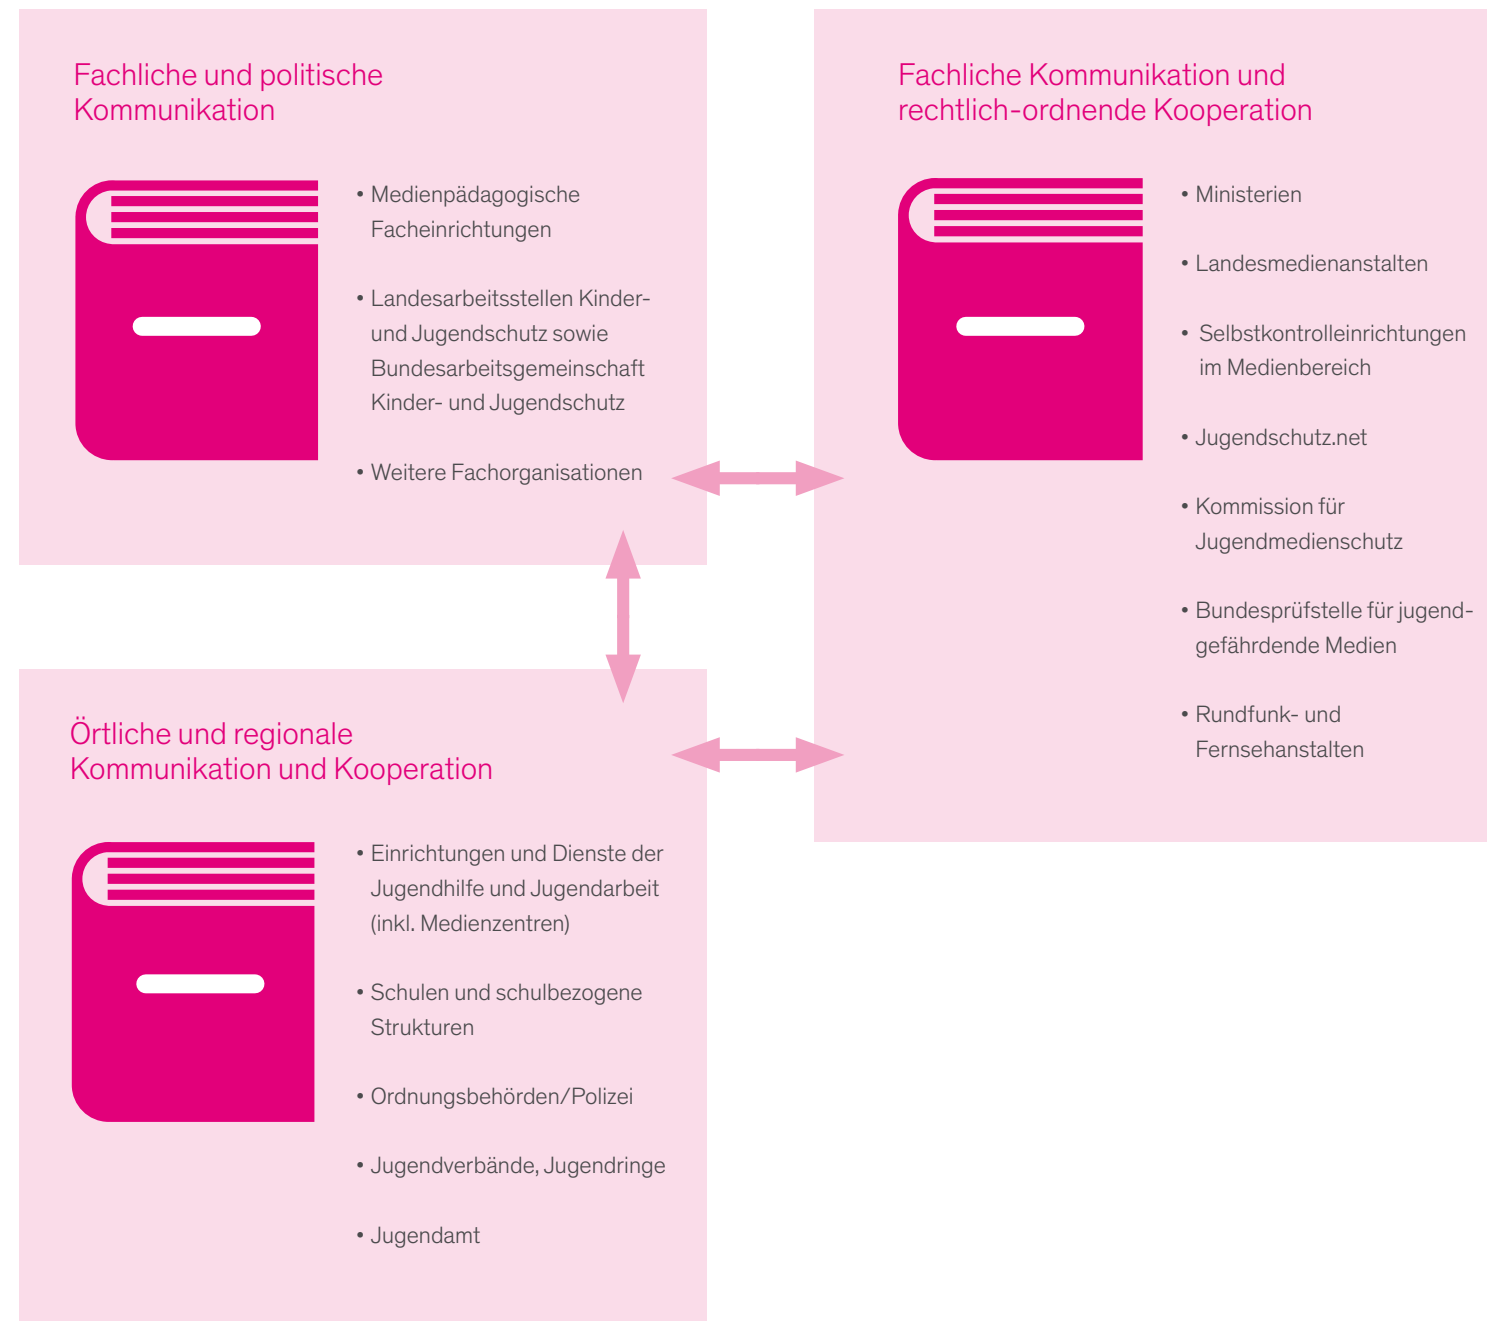 Fachliche und politische
Kommunikation
• Medienpädagogische
Facheinrichtungen
• Landesarbeitsstellen Kinder-
und Jugendschutz sowie
Bundesarbeitsgemeinschaft
Kinder- und Jugendschutz
• Weitere Fachorganisationen
Fachliche Kommunikation und
rechtlich-ordnende Kooperation
• Ministerien
• Landesmedienanstalten
• Selbstkontrolleinrichtungen
im Medienbereich
• Jugendschutz.net
• Kommission für
Jugendmedienschutz
• Bundesprüfstelle für jugend-
gefährdende Medien
• Rundfunk- und
Fernsehanstalten
Örtliche und regionale
Kommunikation und Kooperation
• Einrichtungen und Dienste der
Jugendhilfe und Jugendarbeit
(inkl. Medienzentren)
• Schulen und schulbezogene
Strukturen
• Ordnungsbehörden/Polizei
• Jugendverbände, Jugendringe
• Jugendamt